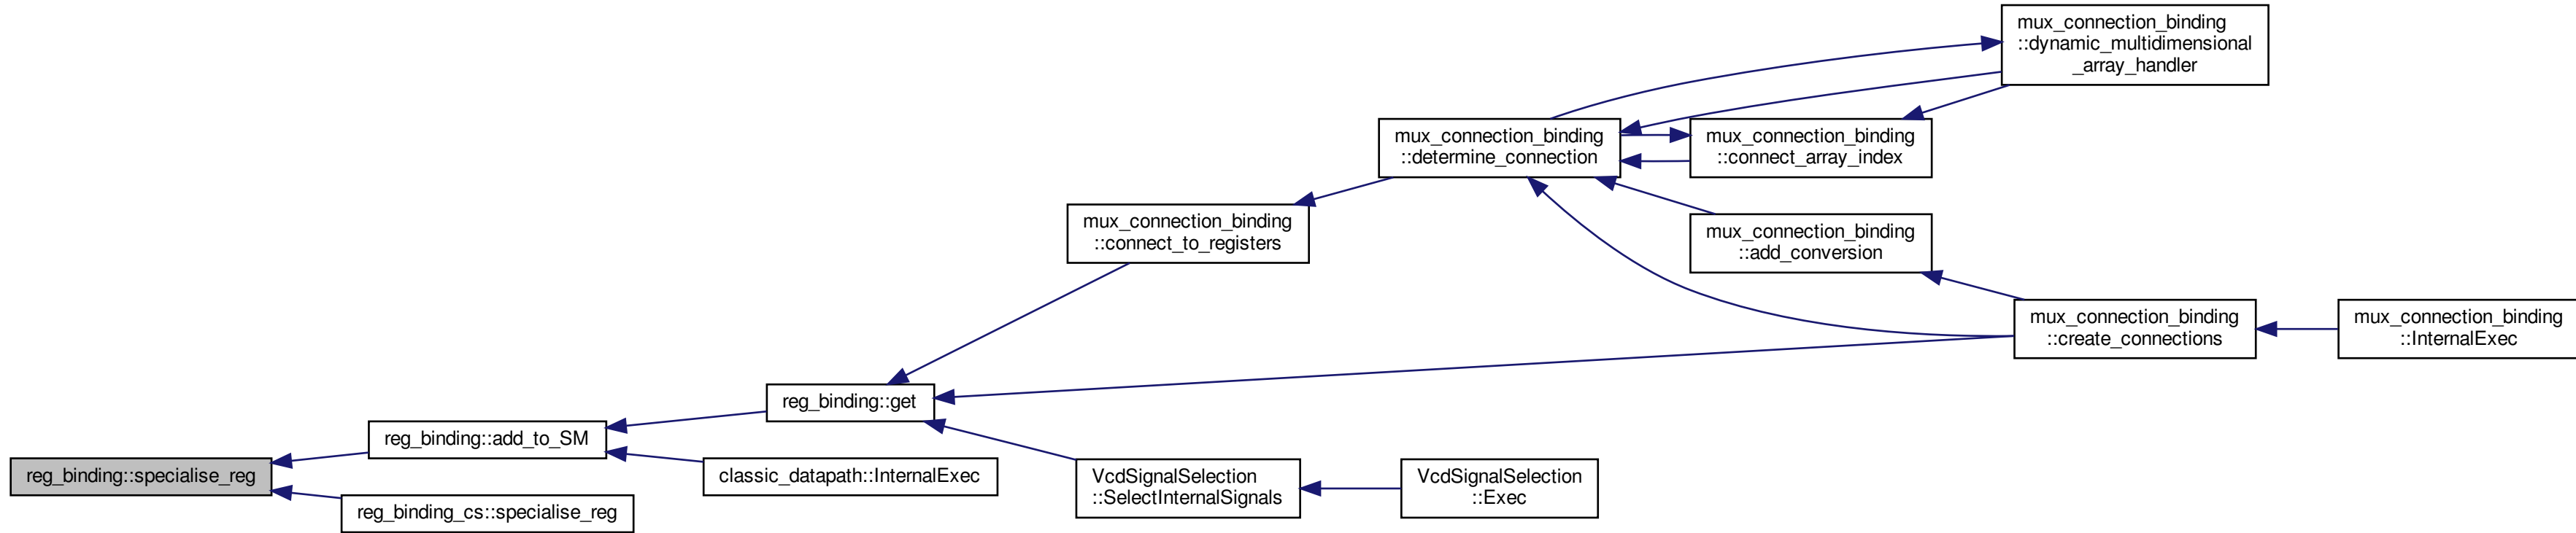 mux_connection_binding
::dynamic_multidimensional
_array_handler
mux_connection_binding
::determine_connection
mux_connection_binding
::connect_array_index
mux_connection_binding
::connect_to_registers
mux_connection_binding
::add_conversion
mux_connection_binding
::create_connections
mux_connection_binding
::InternalExec
reg_binding::get
reg_binding::add_to_SM
reg_binding::specialise_reg
classic_datapath::InternalExec
VcdSignalSelection
::SelectInternalSignals
VcdSignalSelection
::Exec
reg_binding_cs::specialise_reg